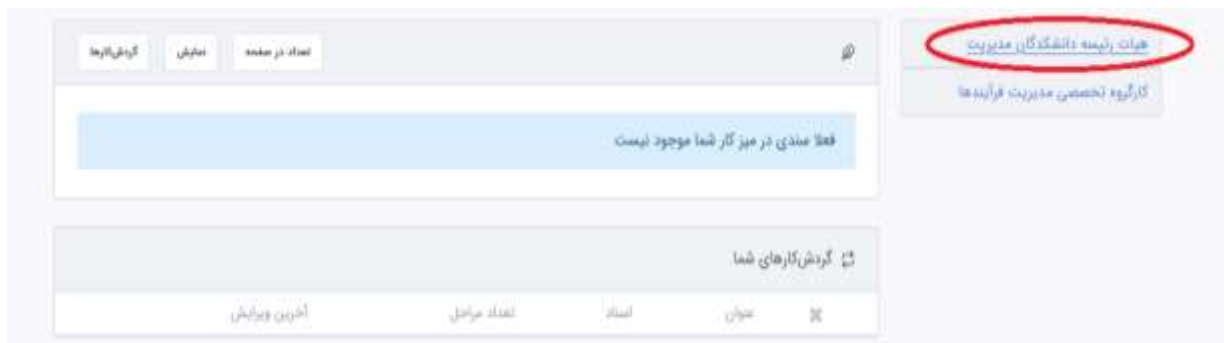 هیات رئیسه دانشکدگان مدیریت
کارگروه تخصصی مدیریت فرآیندها
تعداد در صفحه
نمایش
گردش‌کارها
فعلا سندی در میز کار شما موجود نیست
گردش‌کارهای شما
عنوان اسناد تعداد مراحل آخرین ویرایش